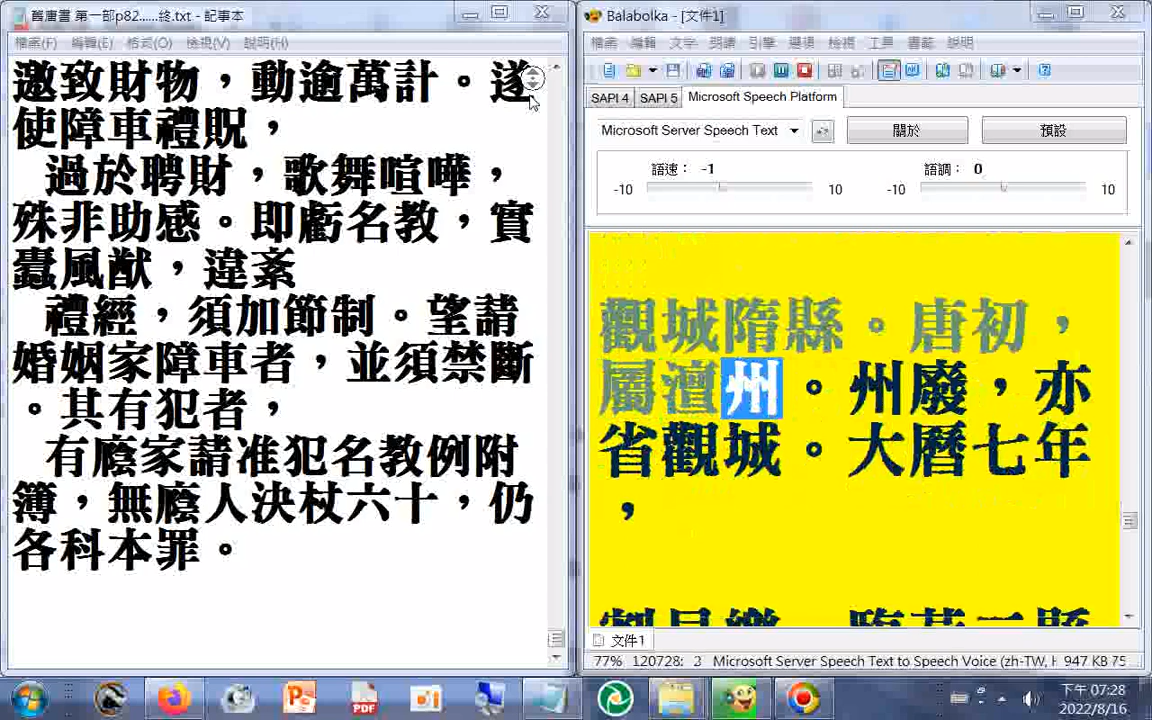 舊唐書 第一部p82......終.txt - 記事本
檔案(F) 編輯(E) 格式(O) 檢視(V) 說明(H)
邀致財物，動逾萬計。遂
使障車禮貺，
過於聘財，歌舞喧嘩，
殊非助感。即虧名教，實
蠹風猷，違紊
禮經，須加節制。望請
婚姻家障車者，並須禁斷
。其有犯者，
有廕家請准犯名教例附
簿，無廕人決杖六十，仍
各科本罪。
Balabolka - [文件1]
檔案 編輯 文字 朗讀 引擎 選項 檢視 工具 書籤 說明
SAPI 4 SAPI 5 Microsoft Speech Platform
Microsoft Server Speech Text 關於 預設
語速： -1 語調： 0
-10 10 -10 10
觀城隋縣。唐初，
屬澶州。州廢，亦
省觀城。大曆七年
，
文件1
77% 120728: 3 Microsoft Server Speech Text to Speech Voice (zh-TW, H 947 KB 75
下午 07:28
2022/8/16